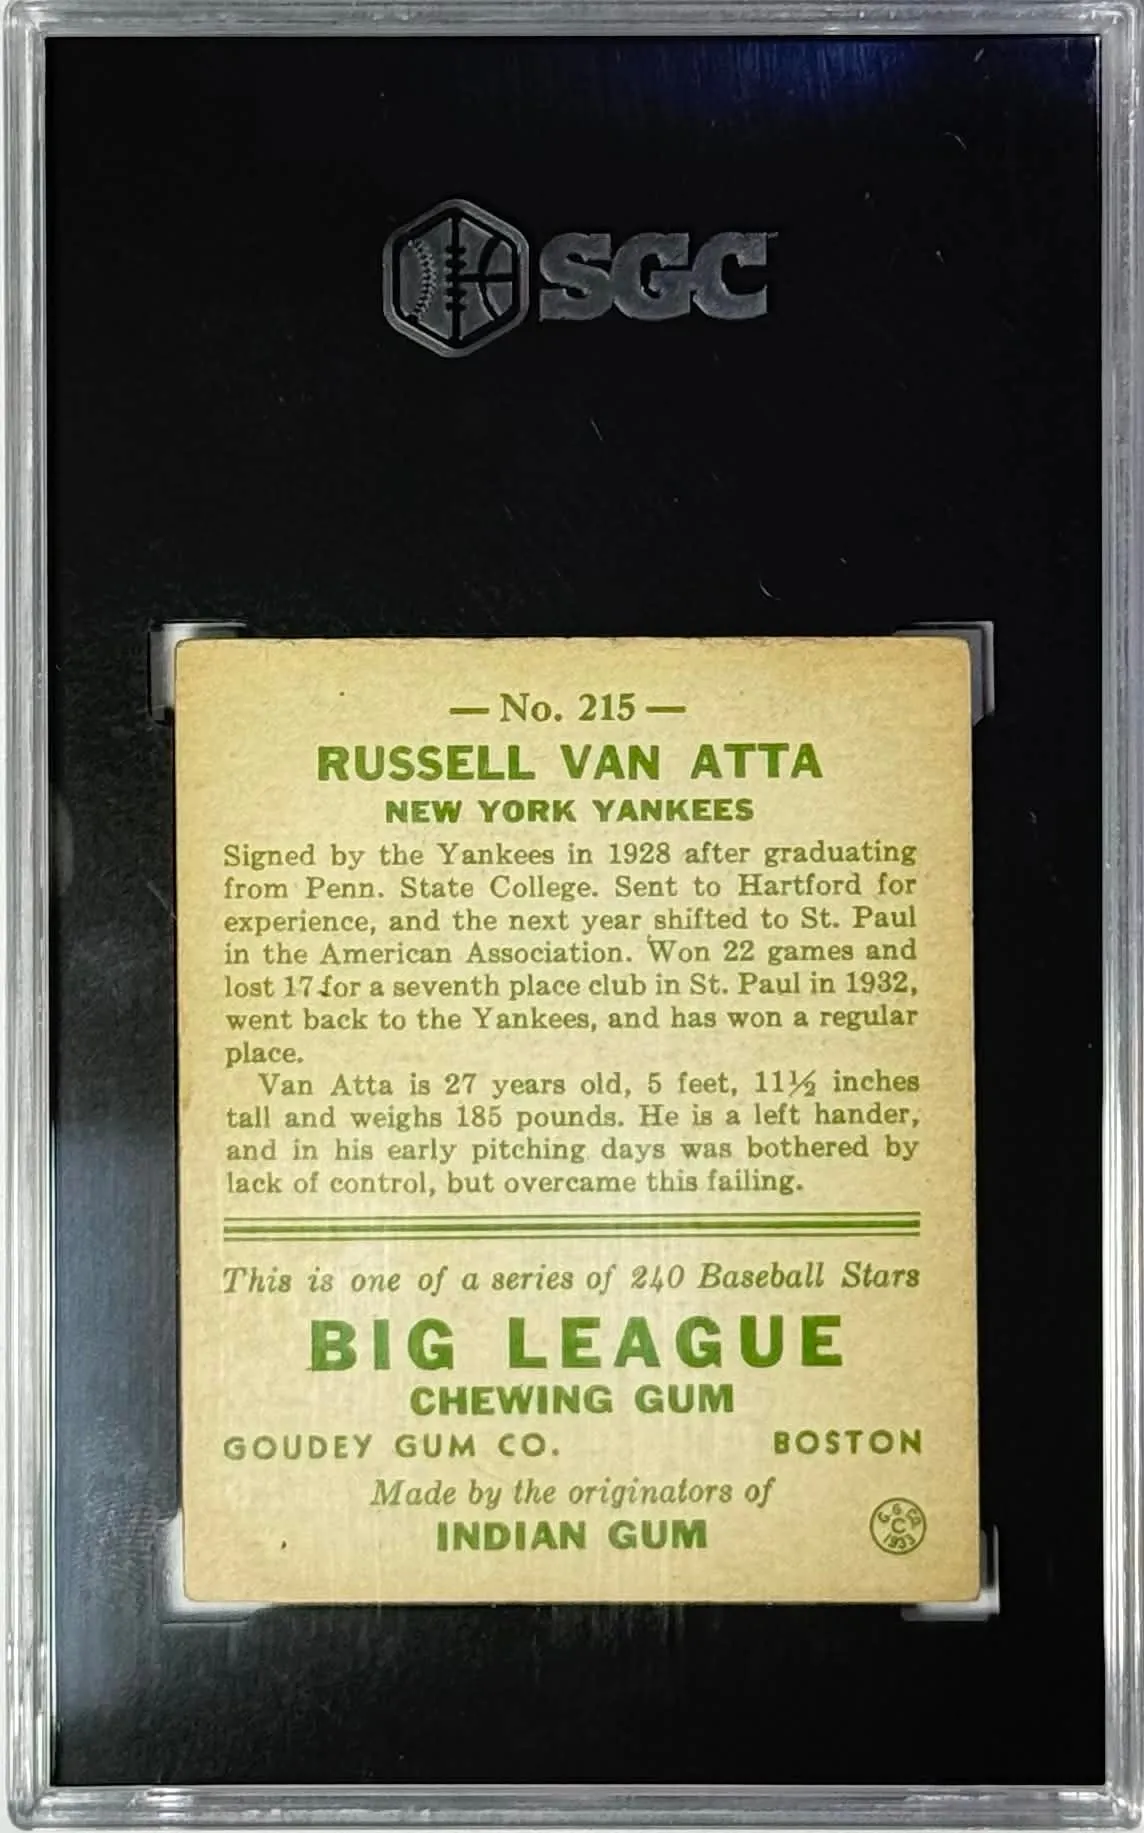 SGC
— No. 215 —
RUSSELL VAN ATTA
NEW YORK YANKEES
Signed by the Yankees in 1928 after graduating
from Penn. State College. Sent to Hartford for
experience, and the next year shifted to St. Paul
in the American Association. Won 22 games and
lost 17 for a seventh place club in St. Paul in 1932,
went back to the Yankees, and has won a regular
place.
Van Atta is 27 years old, 5 feet, 11½ inches
tall and weighs 185 pounds. He is a left hander,
and in his early pitching days was bothered by
lack of control, but overcame this failing.
This is one of a series of 240 Baseball Stars
BIG LEAGUE
CHEWING GUM
GOUDEY GUM CO. BOSTON
Made by the originators of
INDIAN GUM
G. G. CO.
C
1933